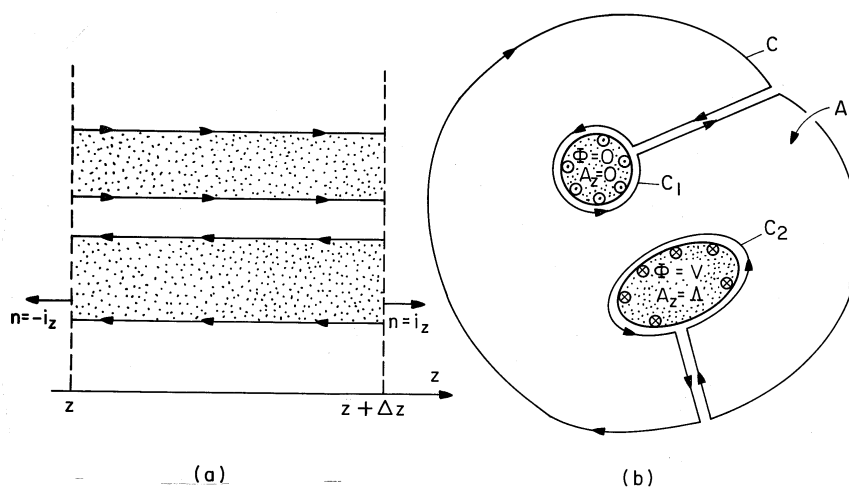 n=-i_z
n=i_z
z
z
z + Δz
(a)
C
A
Φ=0
A_z=0
C_1
C_2
Φ = V
A_z=Λ
(b)